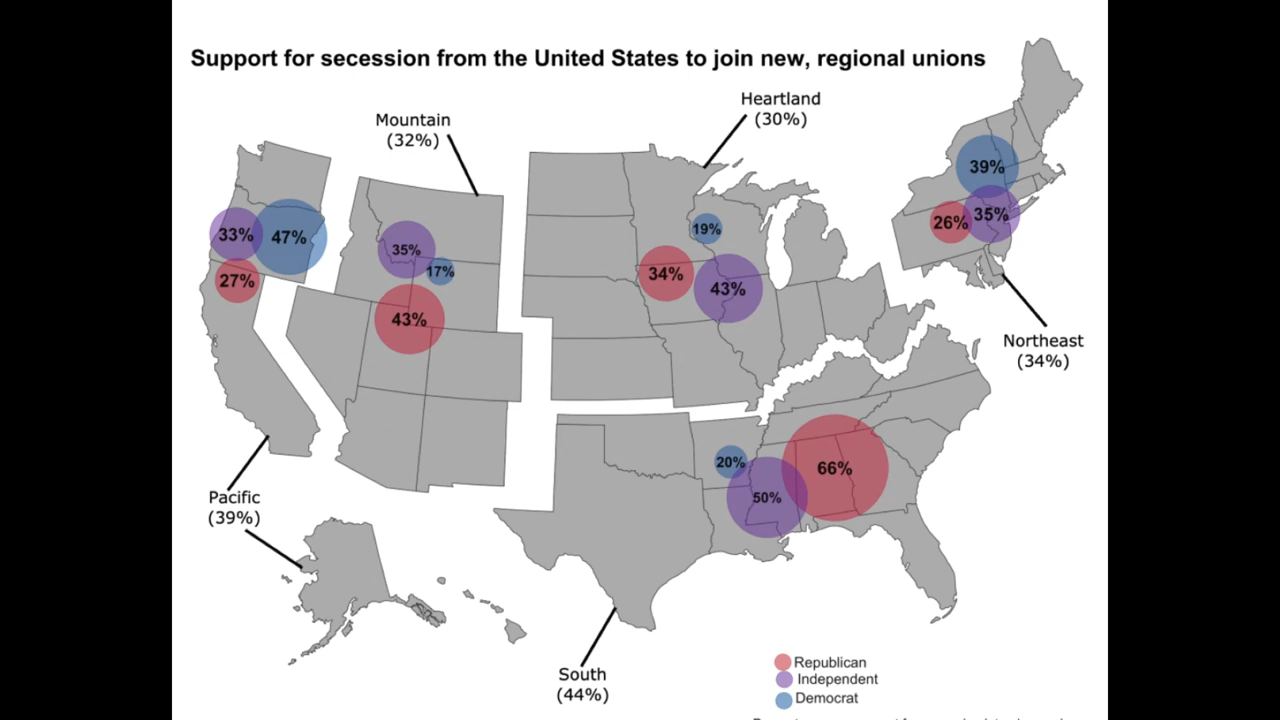 Support for secession from the United States to join new, regional unions
Heartland
(30%)
Mountain
(32%)
39%
19%
35%
26%
33%
47%
35%
17%
34%
27%
43%
43%
Northeast
(34%)
66%
20%
50%
Pacific
(39%)
South
(44%)
Republican
Independent
Democrat